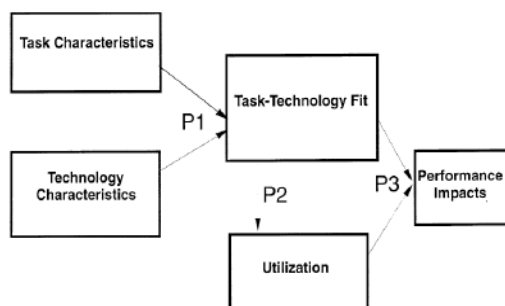 Task Characteristics
Task-Technology Fit
P1
Technology
Characteristics
P3
Performance
Impacts
P2
Utilization